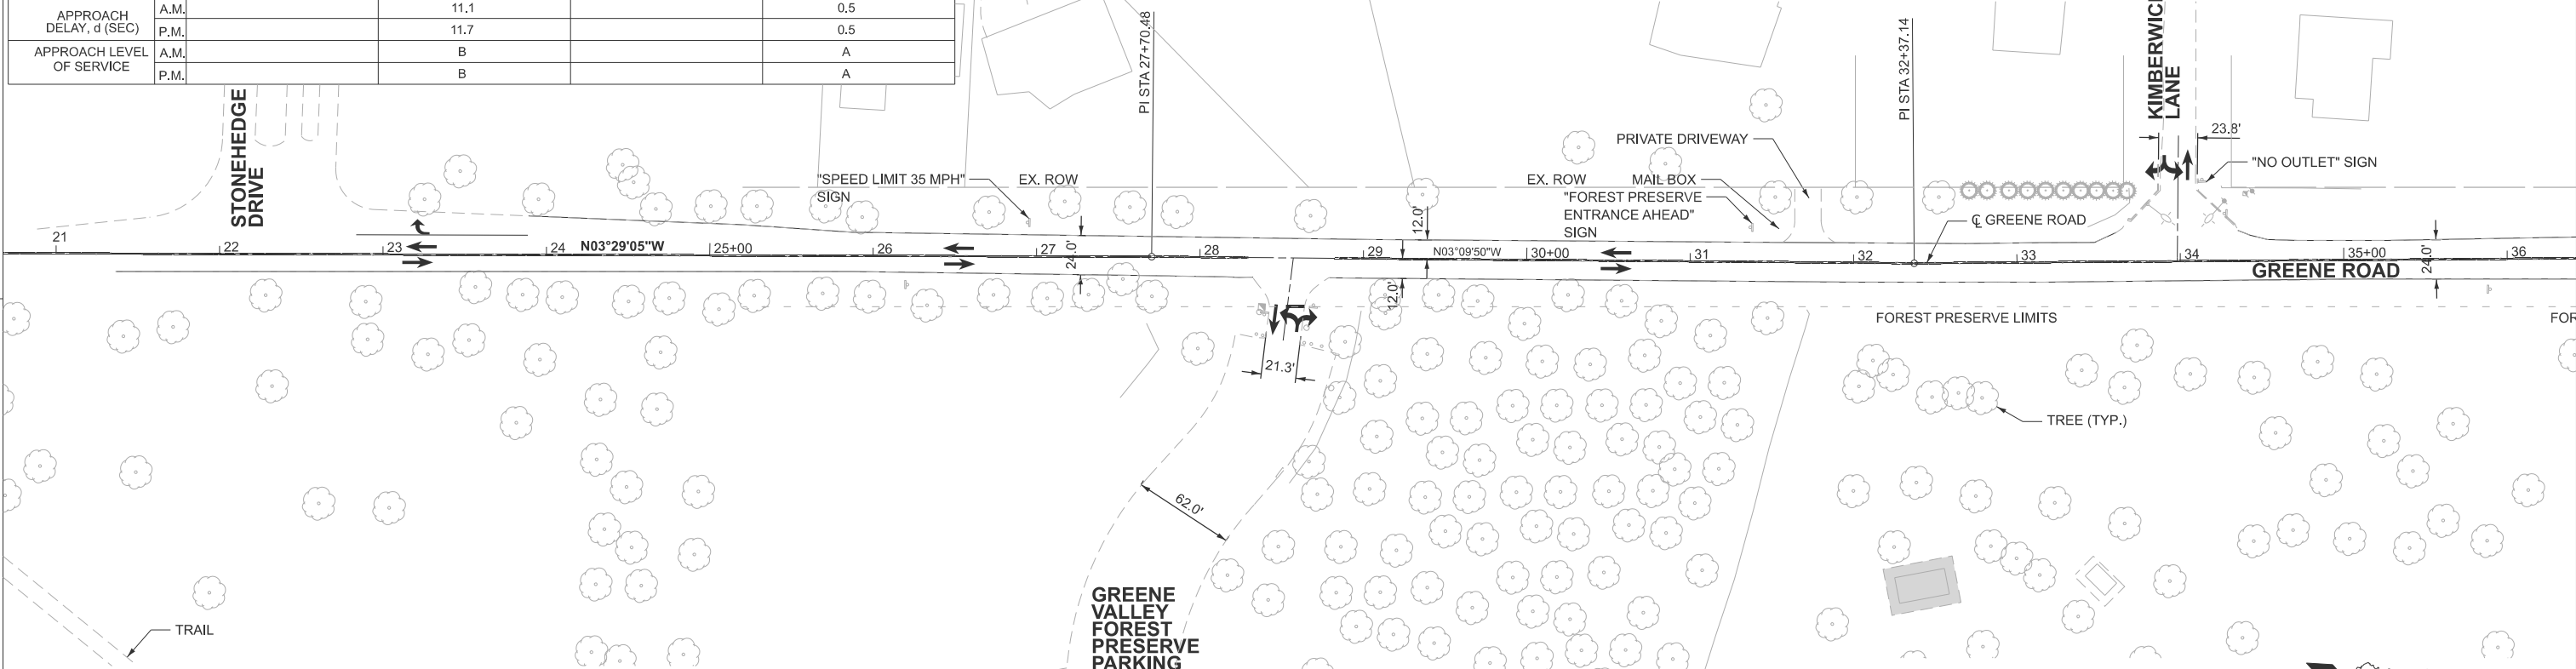 APPROACH
DELAY, d (SEC)
A.M. 11.1 0.5
P.M. 11.7 0.5
APPROACH LEVEL
OF SERVICE
A.M. B A
P.M. B A
STONEHEDGE
DRIVE
PI STA 27+70.48
PI STA 32+37.14
LANE
23.8'
"NO OUTLET" SIGN
PRIVATE DRIVEWAY
"SPEED LIMIT 35 MPH"
SIGN
EX. ROW
EX. ROW
MAIL BOX
"FOREST PRESERVE
ENTRANCE AHEAD"
SIGN
℄ GREENE ROAD
12.0'
21
22
23
24
N03°29'05"W
25+00
26
27
24.0'
28
29
N03°09'50"W
30+00
31
32
33
34
35+00
36
24.0'
GREENE ROAD
12.0'
FOREST PRESERVE LIMITS
21.3'
TREE (TYP.)
62.0'
GREENE
VALLEY
FOREST
PRESERVE
PARKING
TRAIL